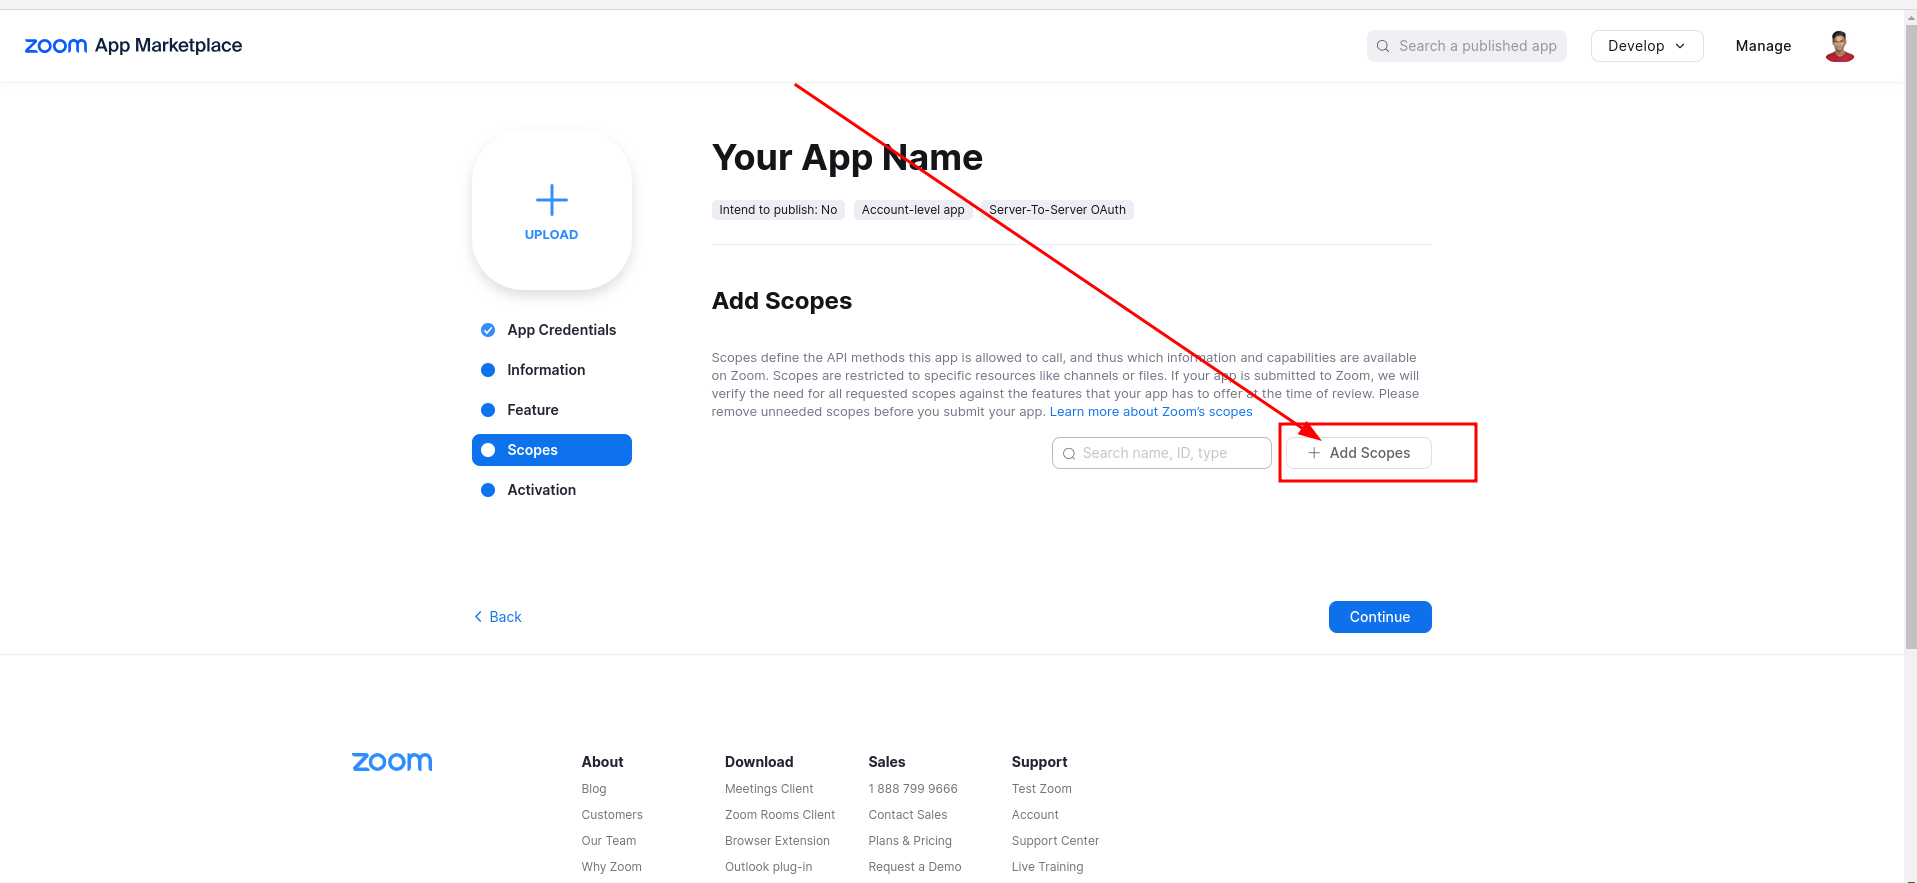 zoom App Marketplace
Search a published app
Develop
Manage
UPLOAD
App Credentials
Information
Feature
Scopes
Activation
Your App Name
Intend to publish: No
Account-level app
Server-To-Server OAuth
Add Scopes
Scopes define the API methods this app is allowed to call, and thus which information and capabilities are available
on Zoom. Scopes are restricted to specific resources like channels or files. If your app is submitted to Zoom, we will
verify the need for all requested scopes against the features that your app has to offer at the time of review. Please
remove unneeded scopes before you submit your app. Learn more about Zoom's scopes
Search name, ID, type
Add Scopes
Back
Continue
zoom
About
Blog
Customers
Our Team
Why Zoom
Download
Meetings Client
Zoom Rooms Client
Browser Extension
Outlook plug-in
Sales
1 888 799 9666
Contact Sales
Plans & Pricing
Request a Demo
Support
Test Zoom
Account
Support Center
Live Training